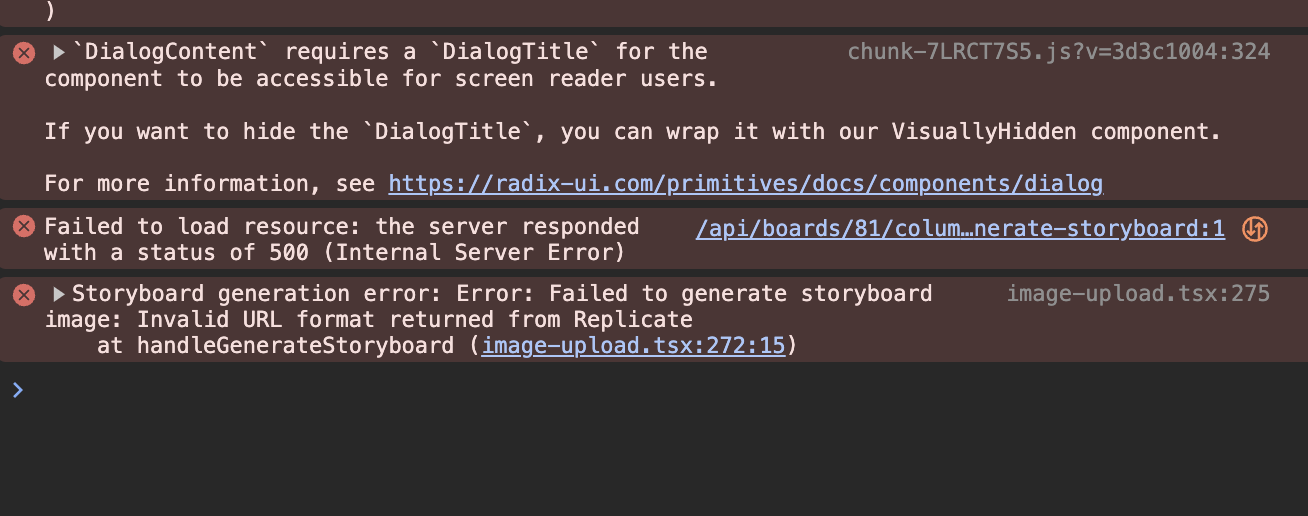 )
`DialogContent` requires a `DialogTitle` for the chunk-7LRCT7S5.js?v=3d3c1004:324
component to be accessible for screen reader users.
If you want to hide the `DialogTitle`, you can wrap it with our VisuallyHidden component.
For more information, see https://radix-ui.com/primitives/docs/components/dialog
Failed to load resource: the server responded /api/boards/81/colum…nerate-storyboard:1
with a status of 500 (Internal Server Error)
Storyboard generation error: Error: Failed to generate storyboard image-upload.tsx:275
image: Invalid URL format returned from Replicate
at handleGenerateStoryboard (image-upload.tsx:272:15)